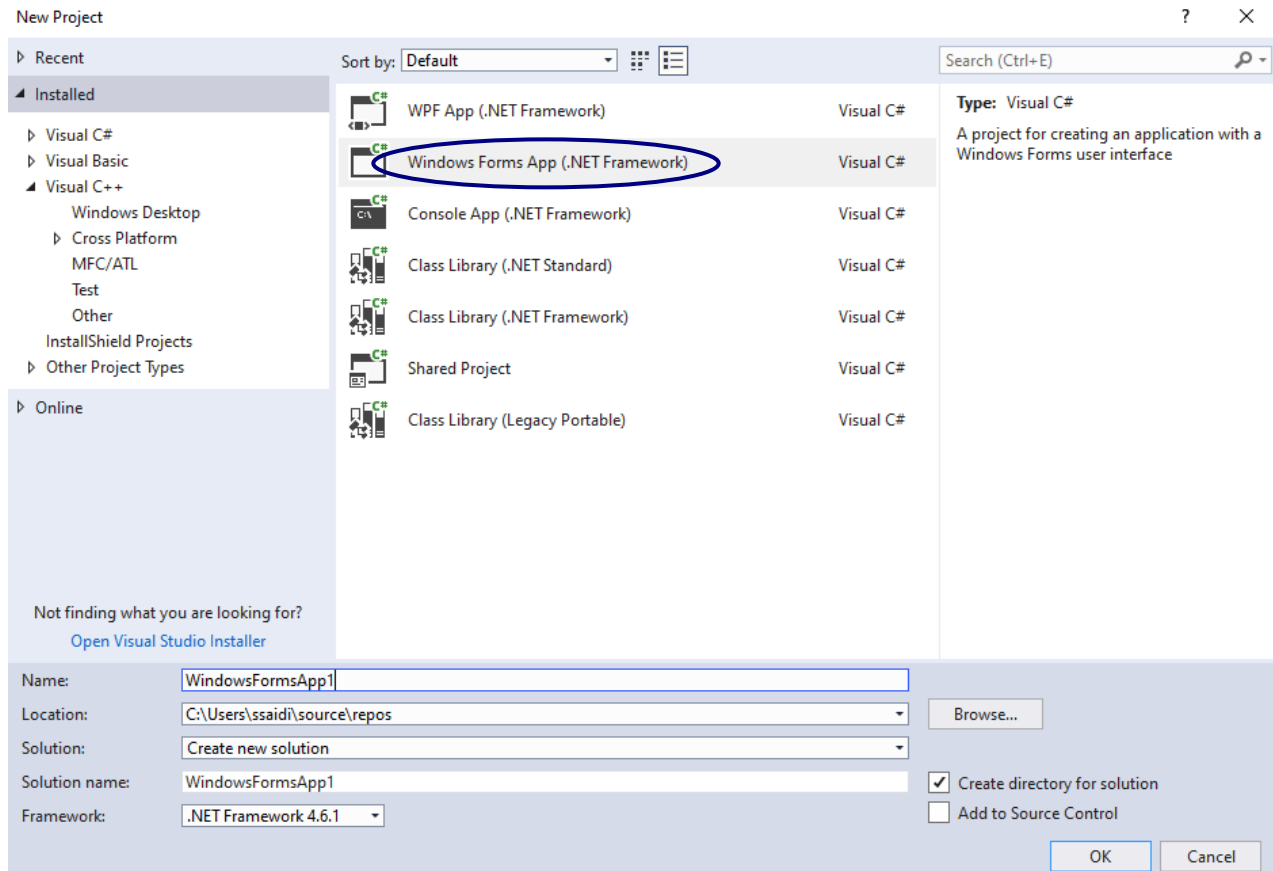 New Project
?
Recent
Installed
Visual C#
Visual Basic
Visual C++
Windows Desktop
Cross Platform
MFC/ATL
Test
Other
InstallShield Projects
Other Project Types
Online
Not finding what you are looking for?
Open Visual Studio Installer
Sort by: Default
C#
WPF App (.NET Framework) Visual C#
C#
Windows Forms App (.NET Framework) Visual C#
C#
C:\
Console App (.NET Framework) Visual C#
C#
Class Library (.NET Standard) Visual C#
C#
Class Library (.NET Framework) Visual C#
C#
Shared Project Visual C#
C#
Class Library (Legacy Portable) Visual C#
Search (Ctrl+E)
Type: Visual C#
A project for creating an application with a
Windows Forms user interface
Name: WindowsFormsApp1
Location: C:\Users\ssaidi\source\repos
Browse...
Solution: Create new solution
Solution name: WindowsFormsApp1
Create directory for solution
Framework: .NET Framework 4.6.1
Add to Source Control
OK Cancel